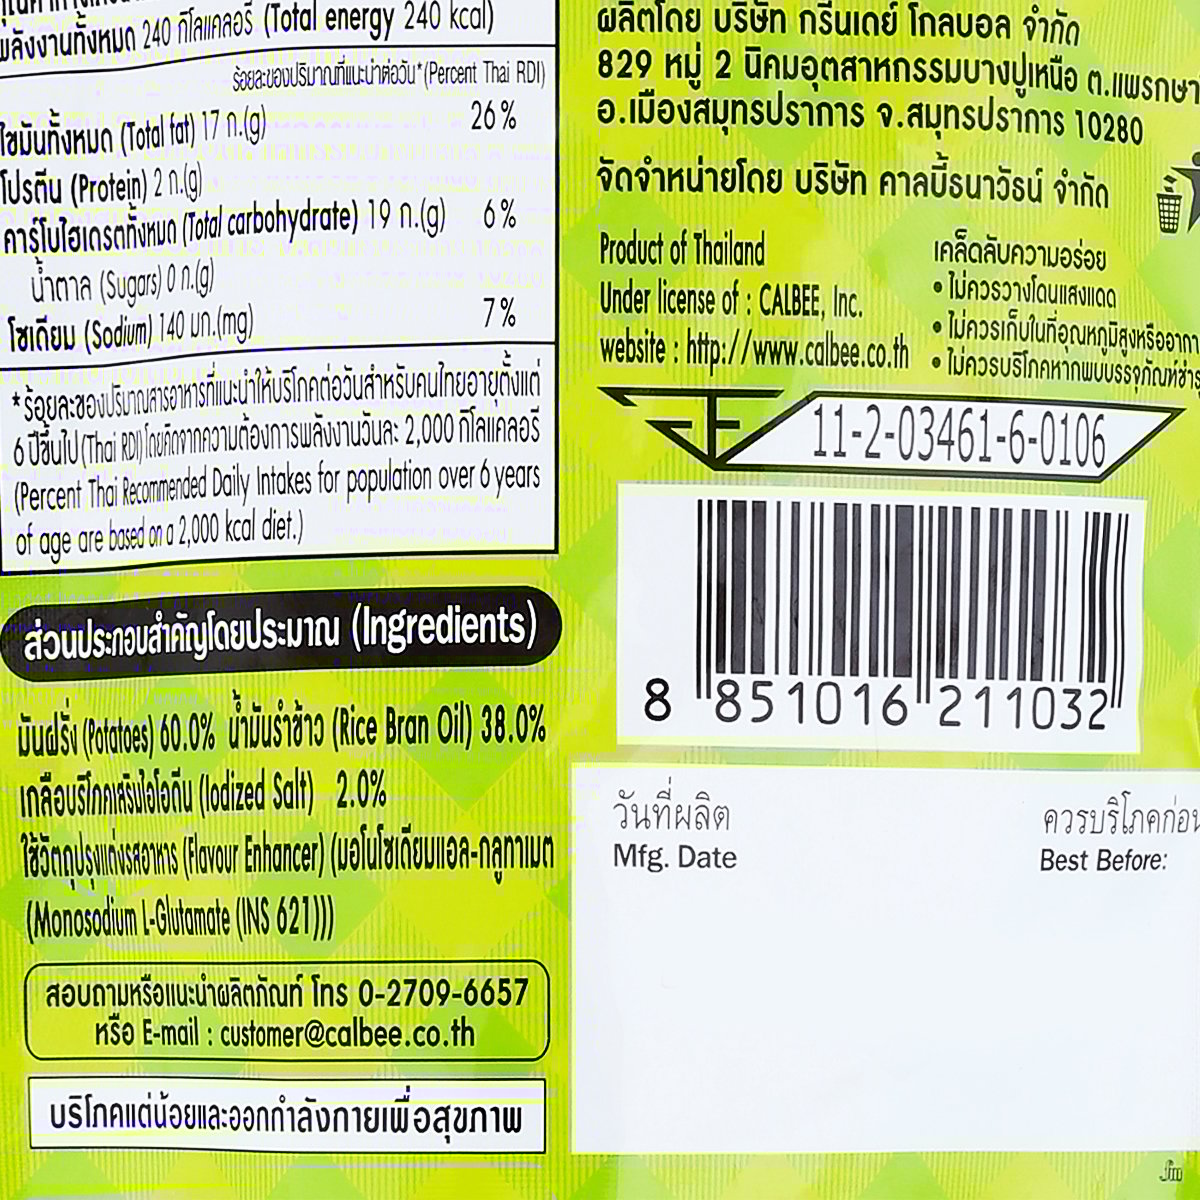 พลังงานทั้งหมด 240 กิโลแคลอรี (Total energy 240 kcal)
ร้อยละของปริมาณที่แนะนำต่อวัน*(Percent Thai RDI)
ไขมันทั้งหมด (Total fat) 17 ก.(g) 26%
โปรตีน (Protein) 2 ก.(g)
คาร์โบไฮเดรตทั้งหมด (Total carbohydrate) 19 ก.(g) 6%
น้ำตาล (Sugars) 0 ก.(g)
โซเดียม (Sodium) 140 มก.(mg) 7%
*ร้อยละของปริมาณสารอาหารที่แนะนำให้บริโภคต่อวันสำหรับคนไทยอายุตั้งแต่
6 ปีขึ้นไป (Thai RDI) โดยคิดจากความต้องการพลังงานวันละ 2,000 กิโลแคลอรี
(Percent Thai Recommended Daily Intakes for population over 6 years
of age are based on a 2,000 kcal diet.)
ส่วนประกอบสำคัญโดยประมาณ (Ingredients)
มันฝรั่ง (Potatoes) 60.0% น้ำมันรำข้าว (Rice Bran Oil) 38.0%
เกลือบริโภคเสริมไอโอดีน (Iodized Salt) 2.0%
ใช้วัตถุปรุงแต่งรสอาหาร (Flavour Enhancer) (มอโนโซเดียมแอล-กลูทาเมต
(Monosodium L-Glutamate (INS 621)))
สอบถามหรือแนะนำผลิตภัณฑ์ โทร 0-2709-6657
หรือ E-mail : customer@calbee.co.th
บริโภคแต่น้อยและออกกำลังกายเพื่อสุขภาพ
ผลิตโดย บริษัท กรีนเดย์ โกลบอล จำกัด
829 หมู่ 2 นิคมอุตสาหกรรมบางปูเหนือ ต.แพรกษา
อ.เมืองสมุทรปราการ จ.สมุทรปราการ 10280
จัดจำหน่ายโดย บริษัท คาลบี้ธนาวัธน์ จำกัด
Product of Thailand
Under license of : CALBEE, Inc.
website : http://www.calbee.co.th
เคล็ดลับความอร่อย
• ไม่ควรวางโดนแสงแดด
• ไม่ควรเก็บในที่อุณหภูมิสูงหรืออากา
• ไม่ควรบริโภคหากพบบรรจุภัณฑ์ชำรุ
11-2-03461-6-0106
8 851016 211032
วันที่ผลิต
Mfg. Date
ควรบริโภคก่อน
Best Before: